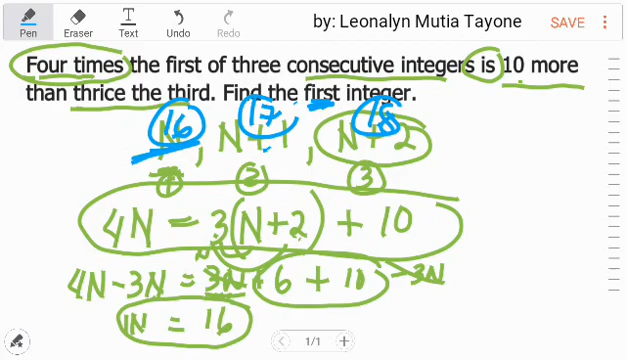 Pen Eraser Text Undo Redo by: Leonalyn Mutia Tayone SAVE
Four times the first of three consecutive integers is 10 more
than thrice the third. Find the first integer.
16 17 18
N, N+1, N+2
1 2 3
4N = 3(N+2) + 10
4N-3N = 3N + 6 + 10 -3N
1N = 16
< 1/1 +